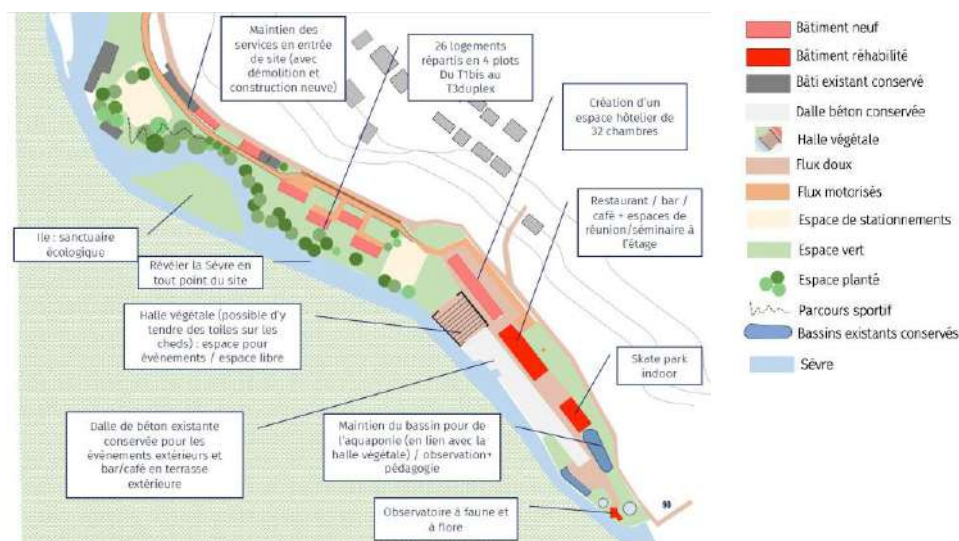 Maintien des
services en entrée
de site (avec
démolition et
construction neuve)
26 logements
répartis en 4 plots
Du T1bis au
T3duplex
Création d'un
espace hôtelier de
32 chambres
Restaurant / bar /
café + espaces de
réunion/séminaire à
l'étage
Ile : sanctuaire
écologique
Révéler la Sèvre en
tout point du site
Halle végétale (possible d'y
tendre des toiles sur les
cheds) : espace pour
événements / espace libre
Skate park
indoor
Dalle de béton existante
conservée pour les
événements extérieurs et
bar/café en terrasse
extérieure
Maintien du bassin pour de
l'aquaponie (en lien avec la
halle végétale) / observation+
pédagogie
Observatoire à faune et
à flore
90
Bâtiment neuf
Bâtiment réhabilité
Bâti existant conservé
Dalle béton conservée
Halle végétale
Flux doux
Flux motorisés
Espace de stationnements
Espace vert
Espace planté
Parcours sportif
Bassins existants conservés
Sèvre